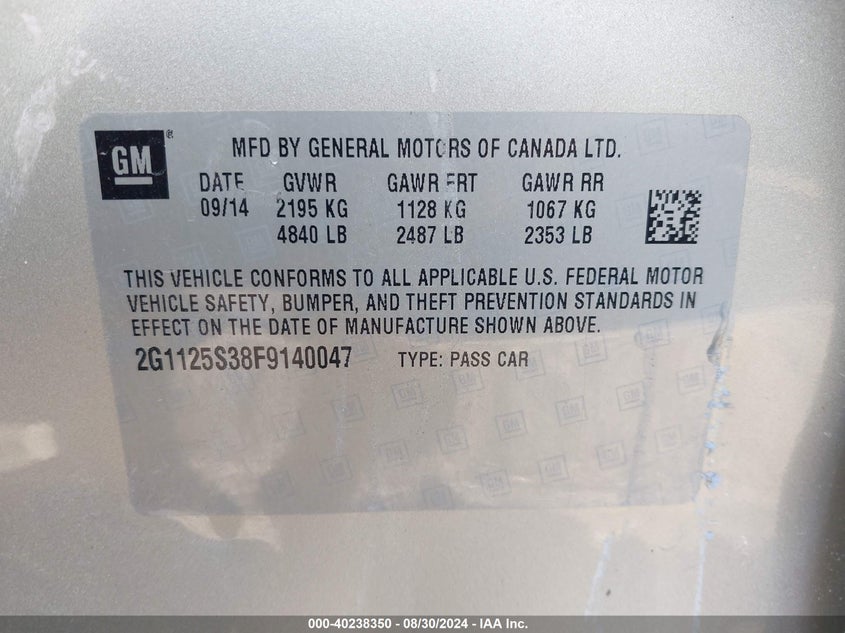 GM ®
MFD BY GENERAL MOTORS OF CANADA LTD.
DATE GVWR GAWR FRT GAWR RR
09/14 2195 KG 1128 KG 1067 KG
4840 LB 2487 LB 2353 LB
THIS VEHICLE CONFORMS TO ALL APPLICABLE U.S. FEDERAL MOTOR
VEHICLE SAFETY, BUMPER, AND THEFT PREVENTION STANDARDS IN
EFFECT ON THE DATE OF MANUFACTURE SHOWN ABOVE.
2G1125S38F9140047 TYPE: PASS CAR
000-40238350 - 08/30/2024 - IAA Inc.